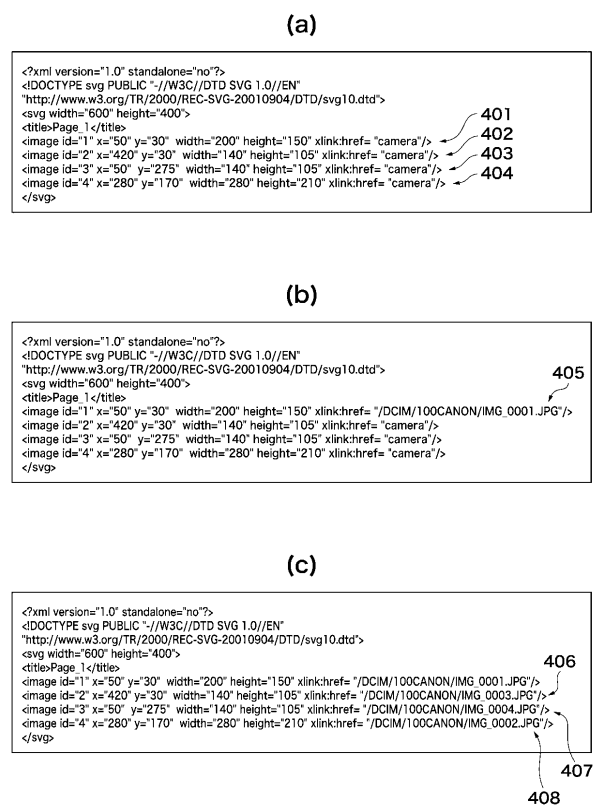 (a)
<?xml version="1.0" standalone="no"?>
<!DOCTYPE svg PUBLIC "-//W3C//DTD SVG 1.0//EN"
"http://www.w3.org/TR/2000/REC-SVG-20010904/DTD/svg10.dtd">
<svg width="600" height="400">
<title>Page_1</title>
<image id="1" x="50" y="30" width="200" height="150" xlink:href= "camera"/> 401
<image id="2" x="420" y="30" width="140" height="105" xlink:href= "camera"/> 402
<image id="3" x="50" y="275" width="140" height="105" xlink:href= "camera"/> 403
<image id="4" x="280" y="170" width="280" height="210" xlink:href= "camera"/> 404
</svg>
(b)
<?xml version="1.0" standalone="no"?>
<!DOCTYPE svg PUBLIC "-//W3C//DTD SVG 1.0//EN"
"http://www.w3.org/TR/2000/REC-SVG-20010904/DTD/svg10.dtd">
<svg width="600" height="400">
405
<title>Page_1</title>
<image id="1" x="50" y="30" width="200" height="150" xlink:href= "/DCIM/100CANON/IMG_0001.JPG"/>
<image id="2" x="420" y="30" width="140" height="105" xlink:href= "camera"/>
<image id="3" x="50" y="275" width="140" height="105" xlink:href= "camera"/>
<image id="4" x="280" y="170" width="280" height="210" xlink:href= "camera"/>
</svg>
(c)
<?xml version="1.0" standalone="no"?>
<!DOCTYPE svg PUBLIC "-//W3C//DTD SVG 1.0//EN"
"http://www.w3.org/TR/2000/REC-SVG-20010904/DTD/svg10.dtd">
<svg width="600" height="400">
<title>Page_1</title>
406
<image id="1" x="50" y="30" width="200" height="150" xlink:href= "/DCIM/100CANON/IMG_0001.JPG"/>
<image id="2" x="420" y="30" width="140" height="105" xlink:href= "/DCIM/100CANON/IMG_0003.JPG"/>
<image id="3" x="50" y="275" width="140" height="105" xlink:href= "/DCIM/100CANON/IMG_0004.JPG"/>
<image id="4" x="280" y="170" width="280" height="210" xlink:href= "/DCIM/100CANON/IMG_0002.JPG"/>
</svg>
407
408